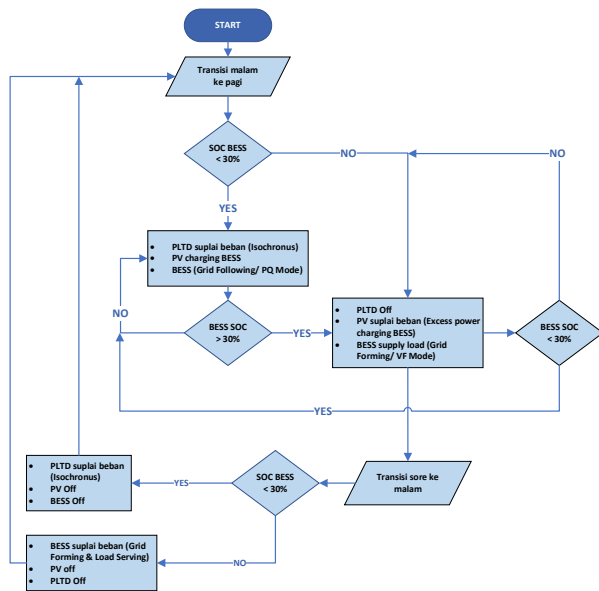 START
Transisi malam
ke pagi
SOC BESS
< 30%
NO
NO
YES
• PLTD suplai beban (Isochronus)
• PV charging BESS
• BESS (Grid Following/ PQ Mode)
NO
BESS SOC
> 30%
YES
• PLTD Off
• PV suplai beban (Excess power
charging BESS)
• BESS supply load (Grid
Forming/ VF Mode)
BESS SOC
< 30%
YES
• PLTD suplai beban
(Isochronus)
• PV Off
• BESS Off
YES
SOC BESS
< 30%
Transisi sore ke
malam
• BESS suplai beban (Grid
Forming & Load Serving)
• PV off
• PLTD Off
NO